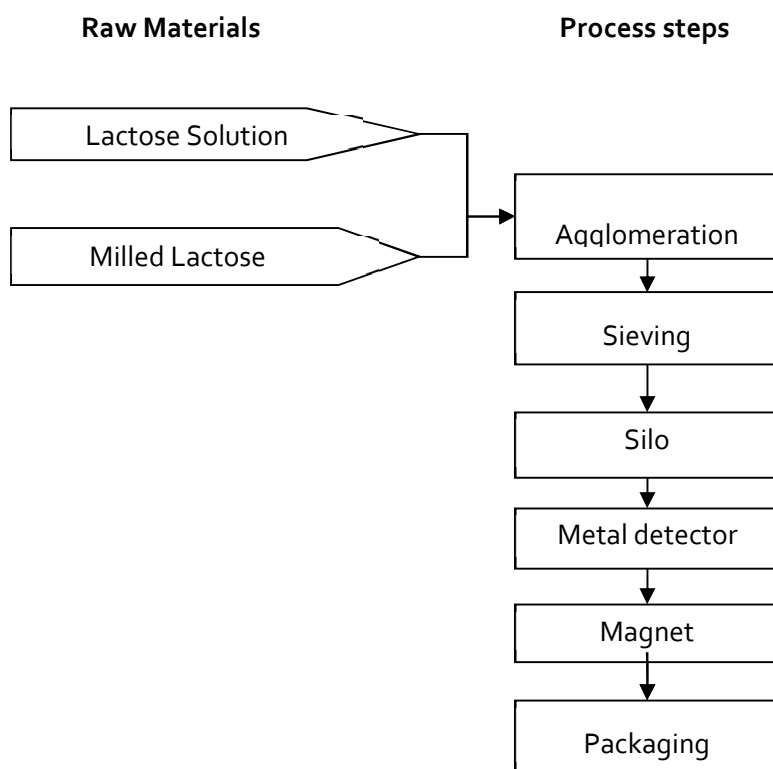 Raw Materials
Process steps
Lactose Solution
Milled Lactose
Agglomeration
Sieving
Silo
Metal detector
Magnet
Packaging